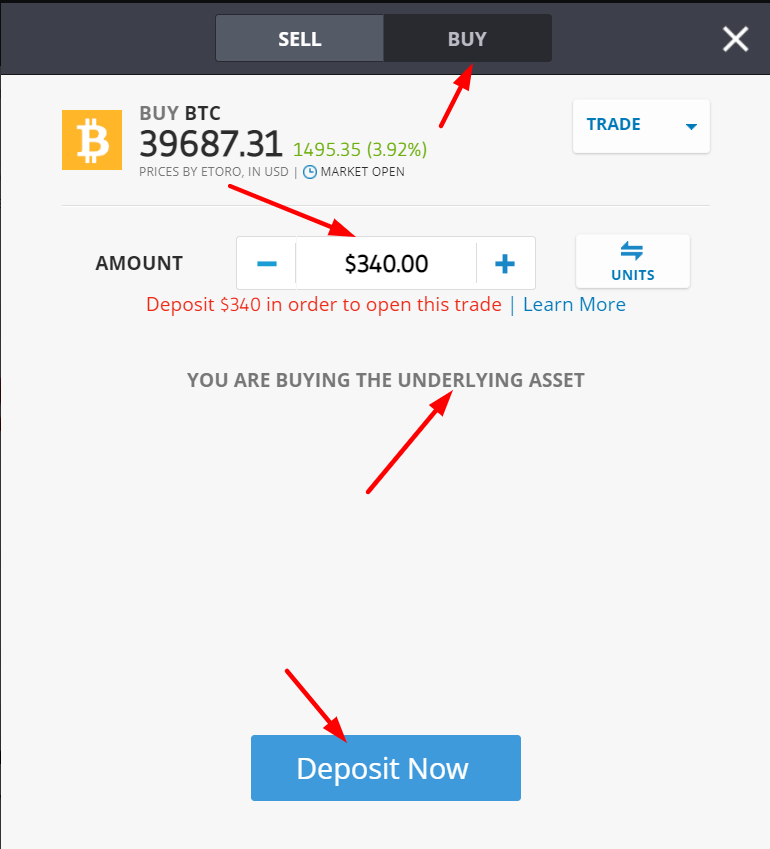 SELL BUY
BUY BTC
39687.31 1495.35 (3.92%)
PRICES BY ETORO, IN USD | MARKET OPEN
TRADE
AMOUNT $340.00
UNITS
Deposit $340 in order to open this trade | Learn More
YOU ARE BUYING THE UNDERLYING ASSET
Deposit Now